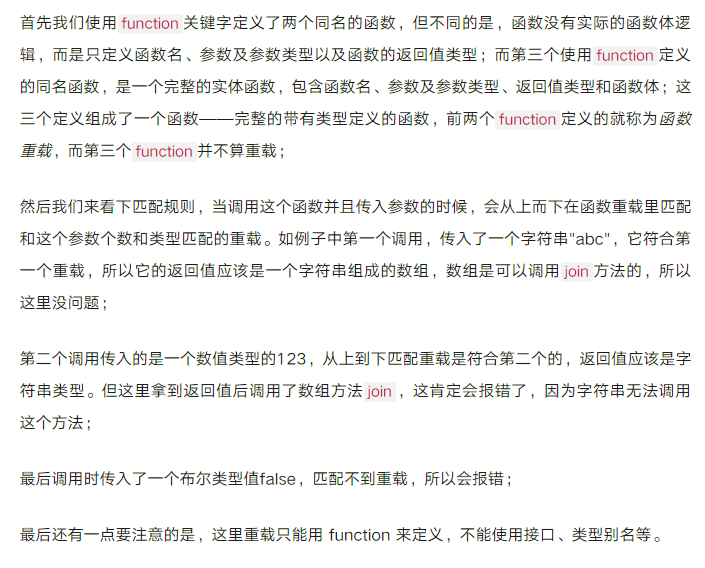 首先我们使用 function 关键字定义了两个同名的函数，但不同的是，函数没有实际的函数体逻
辑，而是只定义函数名、参数及参数类型以及函数的返回值类型；而第三个使用 function 定义
的同名函数，是一个完整的实体函数，包含函数名、参数及参数类型、返回值类型和函数体；这
三个定义组成了一个函数——完整的带有类型定义的函数，前两个 function 定义的就称为函数
重载，而第三个 function 并不算重载；
然后我们来看下匹配规则，当调用这个函数并且传入参数的时候，会从上而下在函数重载里匹配
和这个参数个数和类型匹配的重载。如例子中第一个调用，传入了一个字符串"abc"，它符合第
一个重载，所以它的返回值应该是一个字符串组成的数组，数组是可以调用 join 方法的，所以
这里没问题；
第二个调用传入的是一个数值类型的123，从上到下匹配重载是符合第二个的，返回值应该是字
符串类型。但这里拿到返回值后调用了数组方法 join ，这肯定会报错了，因为字符串无法调用
这个方法；
最后调用时传入了一个布尔类型值false，匹配不到重载，所以会报错；
最后还有一点要注意的是，这里重载只能用 function 来定义，不能使用接口、类型别名等。